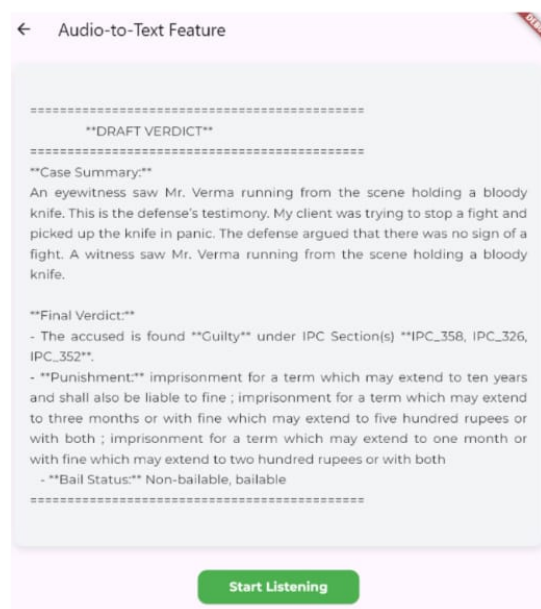 ← Audio-to-Text Feature
=============================================
**DRAFT VERDICT**
=============================================
**Case Summary:**
An eyewitness saw Mr. Verma running from the scene holding a bloody
knife. This is the defense's testimony. My client was trying to stop a fight and
picked up the knife in panic. The defense argued that there was no sign of a
fight. A witness saw Mr. Verma running from the scene holding a bloody
knife.
**Final Verdict:**
- The accused is found **Guilty** under IPC Section(s) **IPC_358, IPC_326,
IPC_352**.
- **Punishment:** imprisonment for a term which may extend to ten years
and shall also be liable to fine ; imprisonment for a term which may extend
to three months or with fine which may extend to five hundred rupees or
with both ; imprisonment for a term which may extend to one month or
with fine which may extend to two hundred rupees or with both
- **Bail Status:** Non-bailable, bailable
=============================================
Start Listening